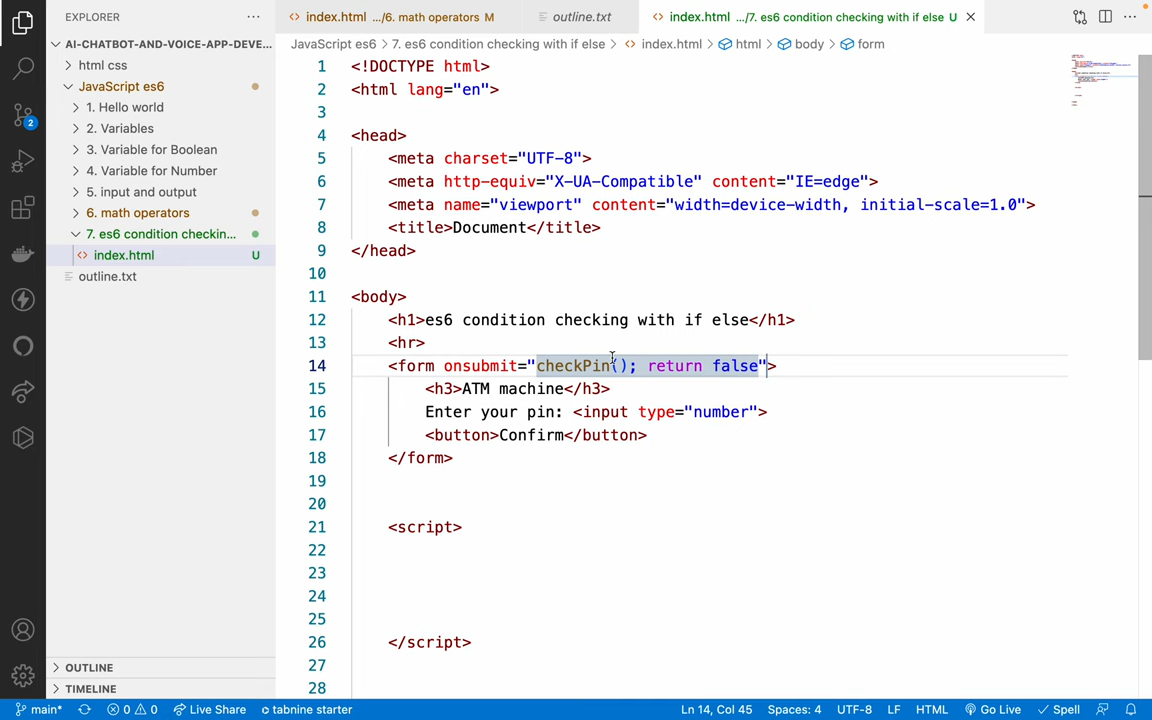 EXPLORER
index.html .../6. math operators M
outline.txt
index.html .../7. es6 condition checking with if else U
AI-CHATBOT-AND-VOICE-APP-DEVE...
JavaScript es6 > 7. es6 condition checking with if else > index.html > html > body > form
html css
JavaScript es6
1. Hello world
2. Variables
3. Variable for Boolean
4. Variable for Number
5. input and output
6. math operators
7. es6 condition checkin...
index.html U
outline.txt
1 <!DOCTYPE html>
2 <html lang="en">
3
4 <head>
5 <meta charset="UTF-8">
6 <meta http-equiv="X-UA-Compatible" content="IE=edge">
7 <meta name="viewport" content="width=device-width, initial-scale=1.0">
8 <title>Document</title>
9 </head>
10
11 <body>
12 <h1>es6 condition checking with if else</h1>
13 <hr>
14 <form onsubmit="checkPin(); return false">
15 <h3>ATM machine</h3>
16 Enter your pin: <input type="number">
17 <button>Confirm</button>
18 </form>
19
20
21 <script>
22
23
24
25
26 </script>
27
28
2
OUTLINE
TIMELINE
main* 0 0 Live Share tabnine starter Ln 14, Col 45 Spaces: 4 UTF-8 LF HTML Go Live Spell